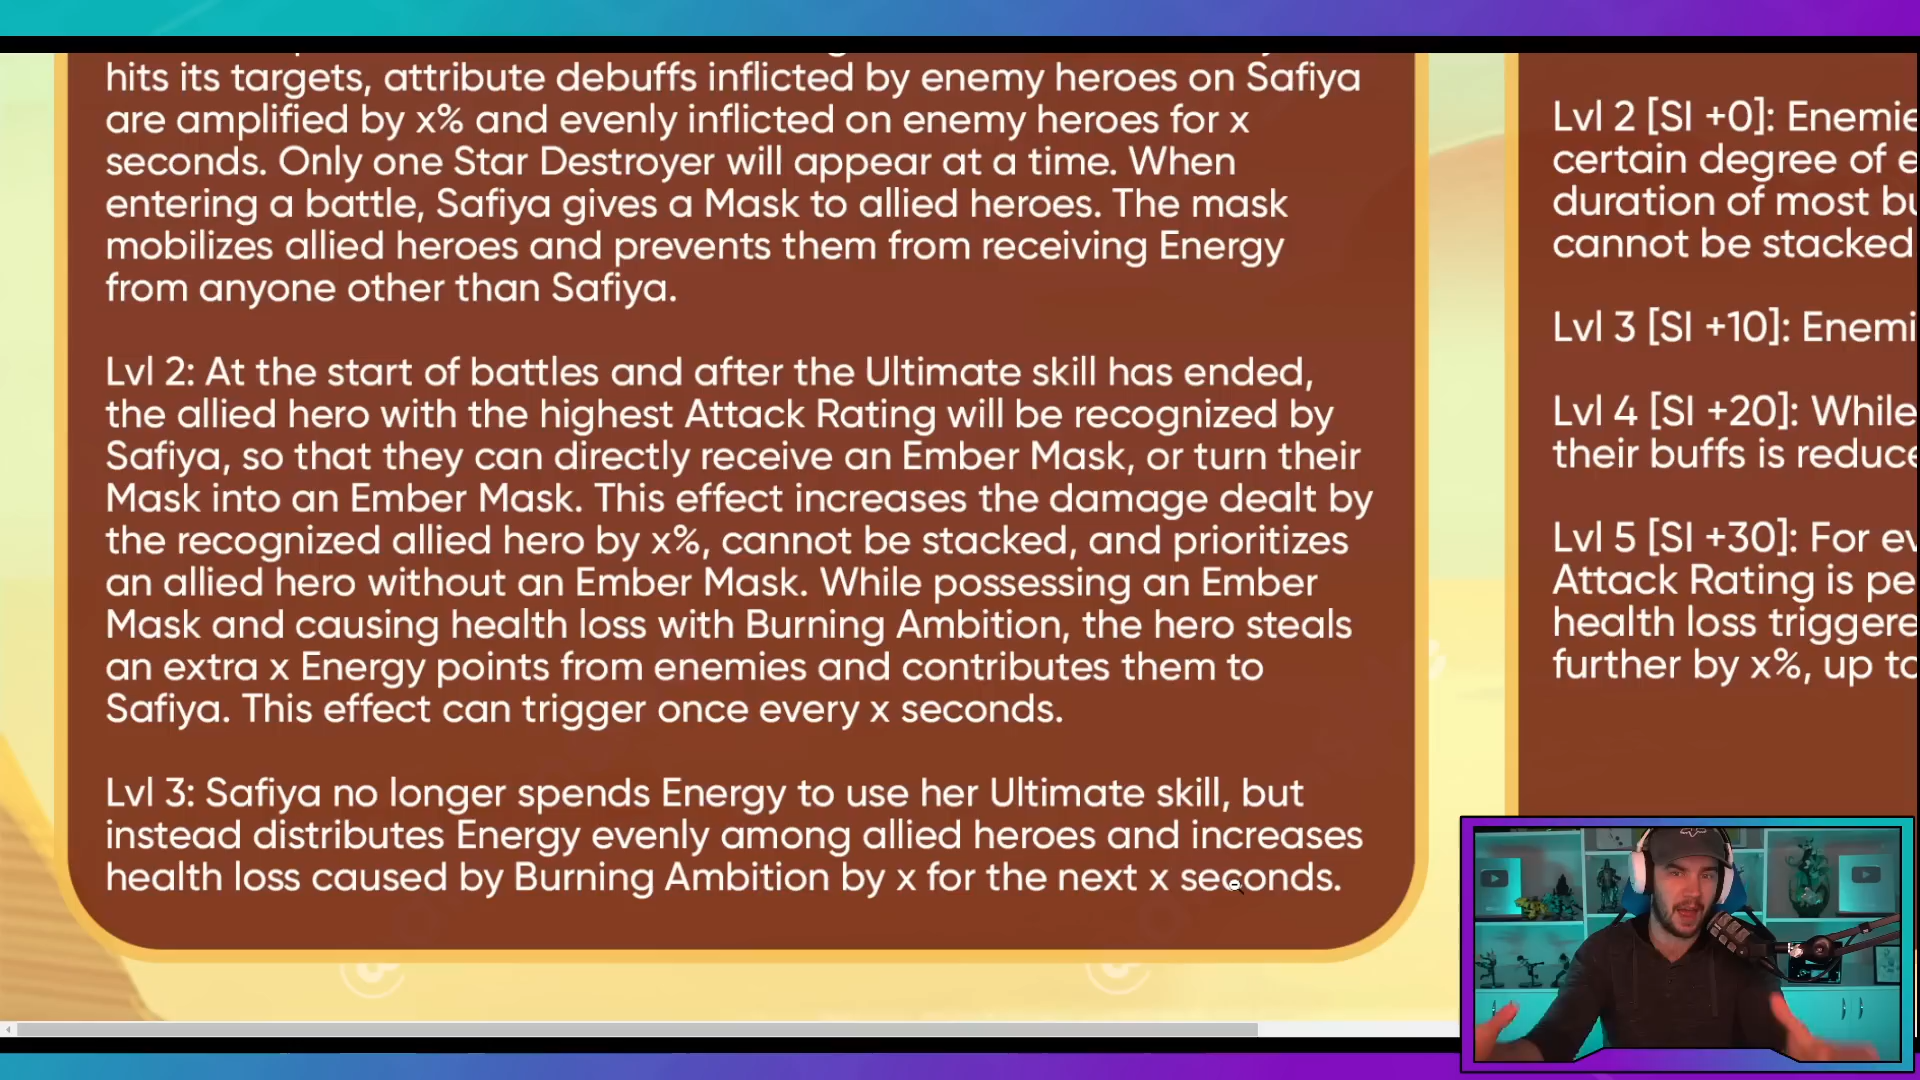 hits its targets, attribute debuffs inflicted by enemy heroes on Safiya
are amplified by x% and evenly inflicted on enemy heroes for x
seconds. Only one Star Destroyer will appear at a time. When
entering a battle, Safiya gives a Mask to allied heroes. The mask
mobilizes allied heroes and prevents them from receiving Energy
from anyone other than Safiya.
Lvl 2: At the start of battles and after the Ultimate skill has ended,
the allied hero with the highest Attack Rating will be recognized by
Safiya, so that they can directly receive an Ember Mask, or turn their
Mask into an Ember Mask. This effect increases the damage dealt by
the recognized allied hero by x%, cannot be stacked, and prioritizes
an allied hero without an Ember Mask. While possessing an Ember
Mask and causing health loss with Burning Ambition, the hero steals
an extra x Energy points from enemies and contributes them to
Safiya. This effect can trigger once every x seconds.
Lvl 3: Safiya no longer spends Energy to use her Ultimate skill, but
instead distributes Energy evenly among allied heroes and increases
health loss caused by Burning Ambition by x for the next x seconds.
Lvl 2 [SI +0]: Enemie
certain degree of e
duration of most bu
cannot be stacked
Lvl 3 [SI +10]: Enemi
Lvl 4 [SI +20]: While
their buffs is reduce
Lvl 5 [SI +30]: For ev
Attack Rating is pe
health loss triggere
further by x%, up to